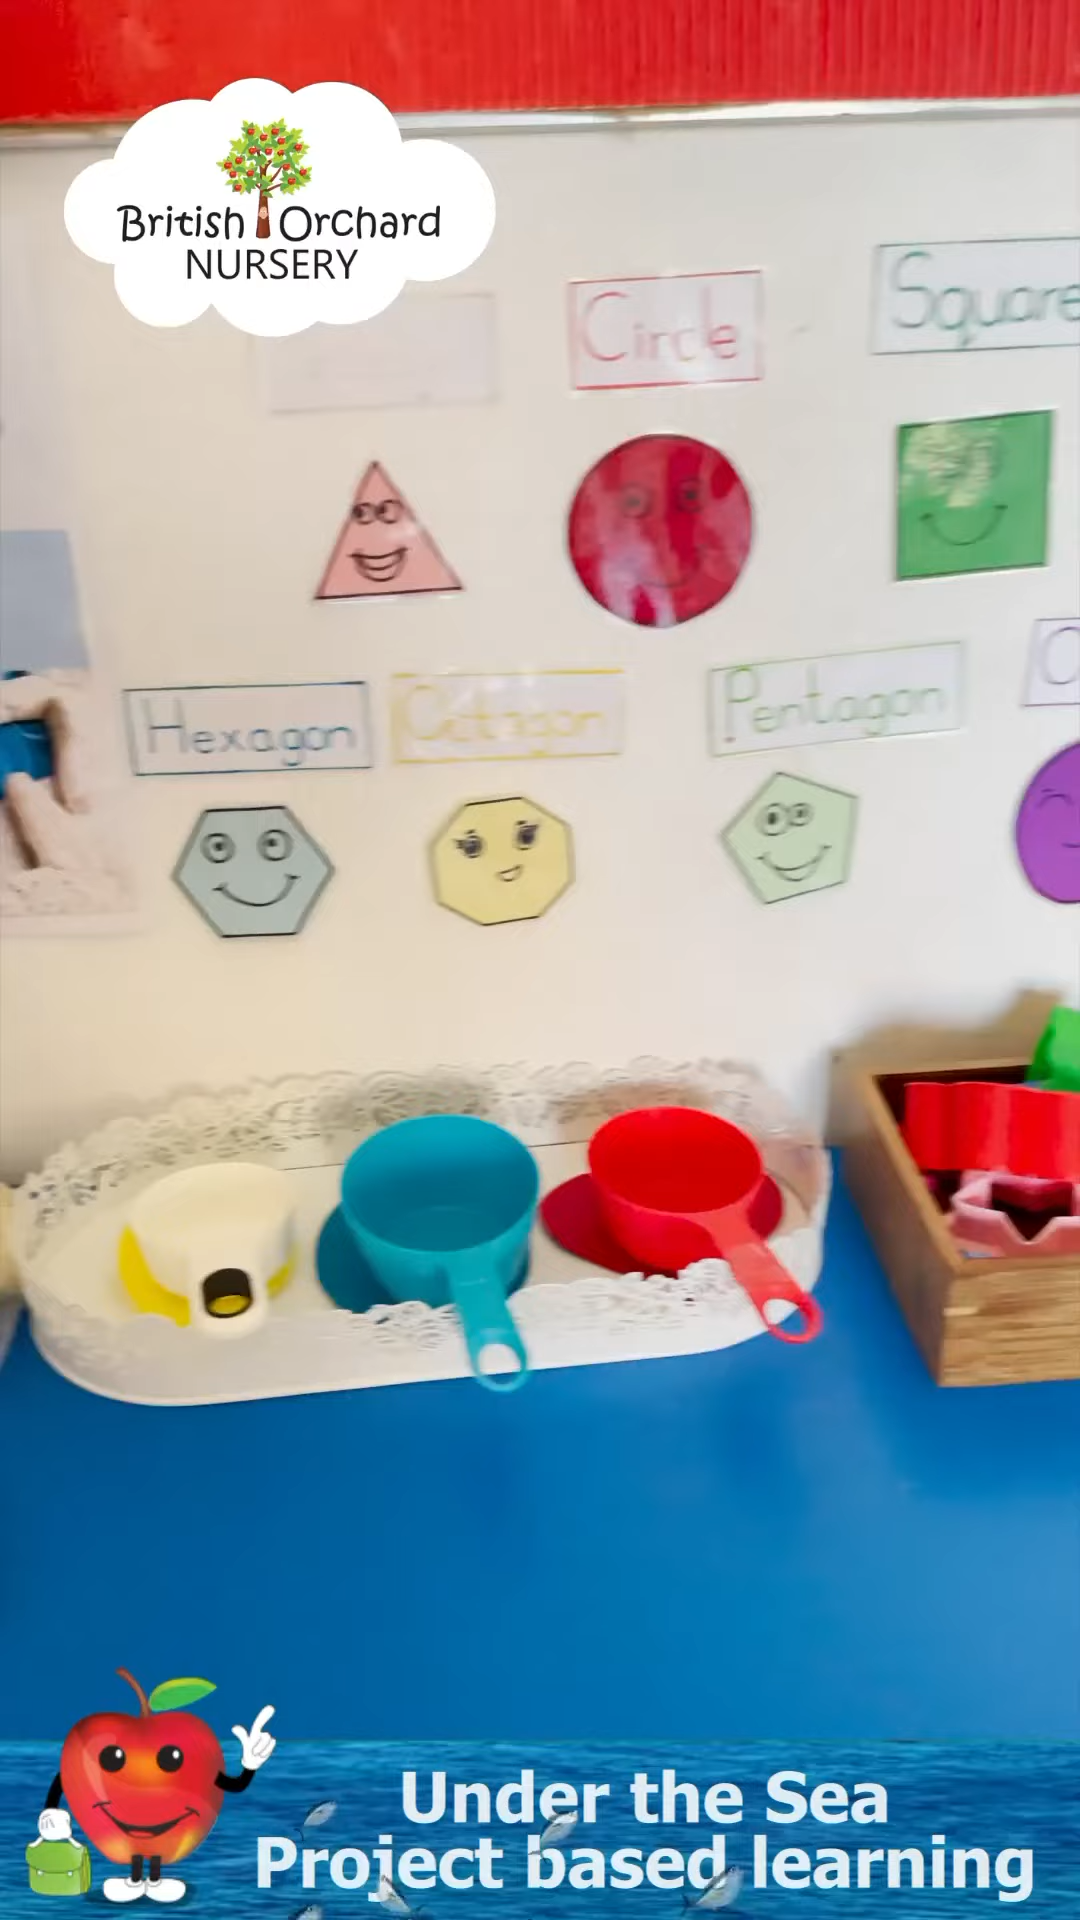 British Orchard
NURSERY
Circle
Square
Hexagon
Octagon
Pentagon
Under the Sea
Project based learning